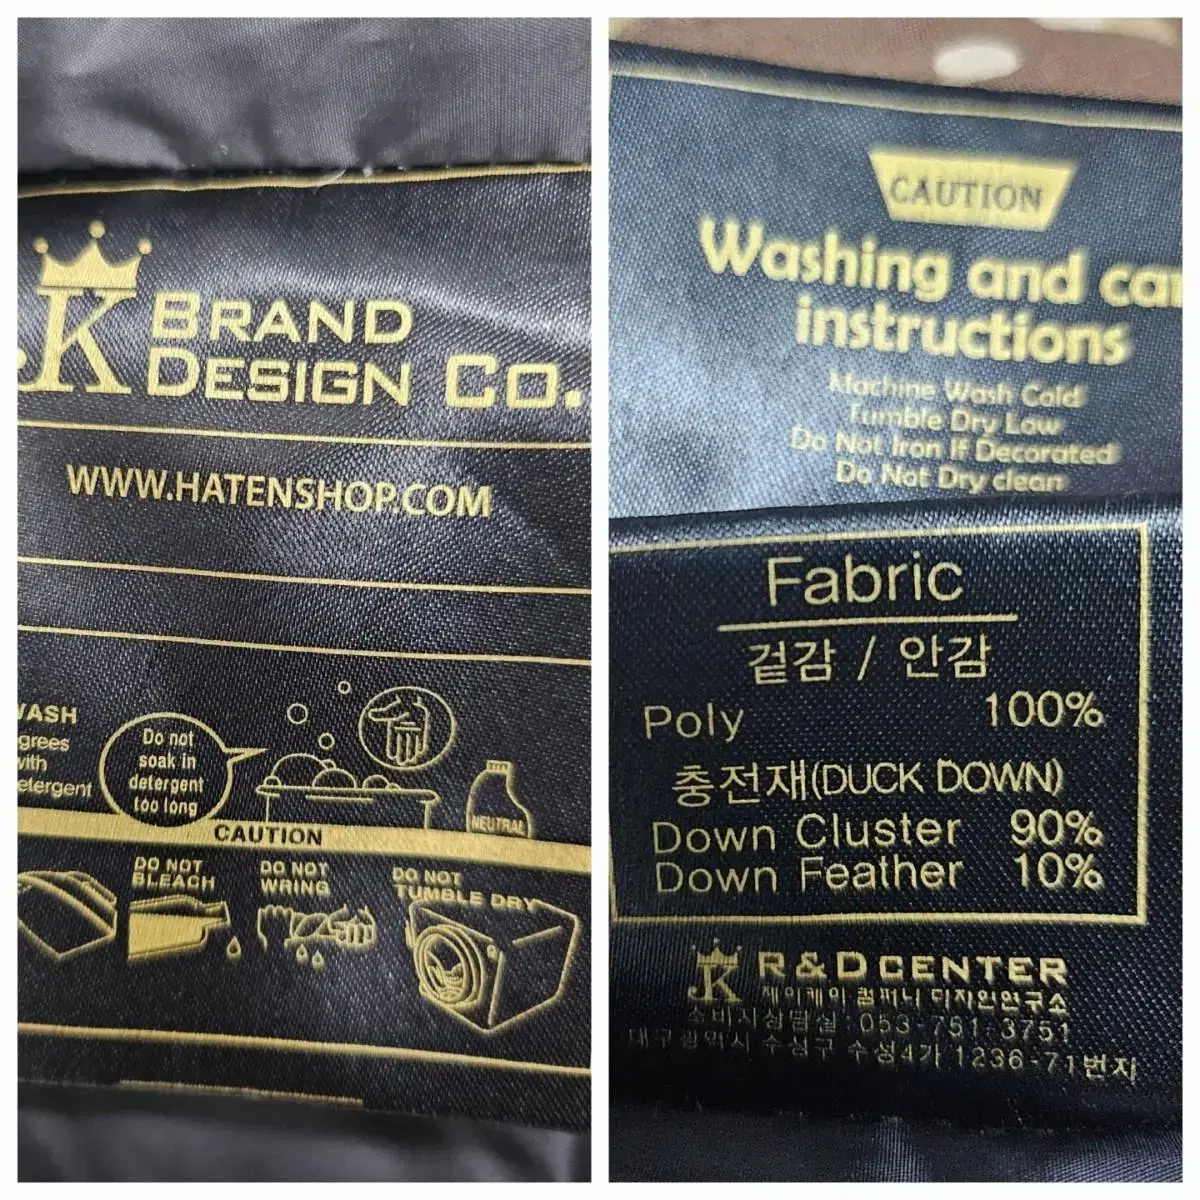 JK BRAND
DESIGN CO.
WWW.HATENSHOP.COM
WASH
grees
with
etergent
Do not
soak in
detergent
too long
NEUTRAL
CAUTION
DO NOT
BLEACH
DO NOT
WRING
DO NOT
TUMBLE DRY
CAUTION
Washing and car
instructions
Machine Wash Cold
Tumble Dry Low
Do Not Iron If Decorated
Do Not Dry clean
Fabric
겉감 / 안감
Poly 100%
충전재(DUCK DOWN)
Down Cluster 90%
Down Feather 10%
JK R&D CENTER
제이케이 컴퍼니 디자인연구소
소비자상담실 : 053-751-3751
대구광역시 수성구 수성4가 1236-71번지